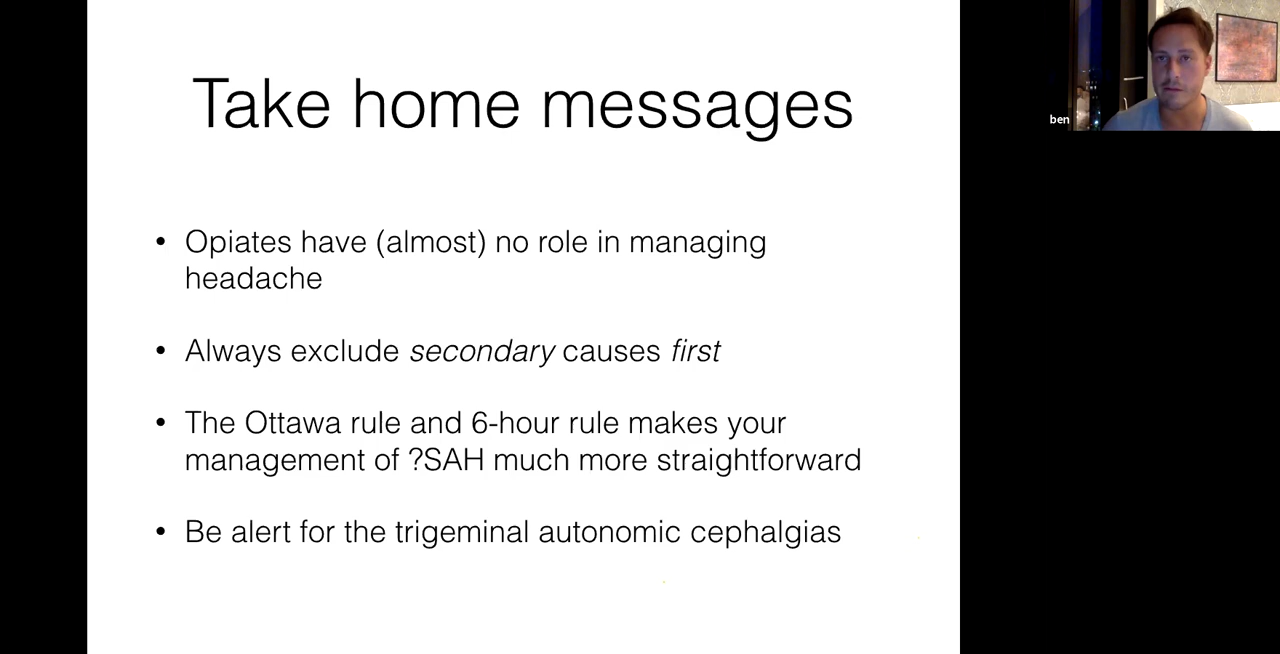 Take home messages
• Opiates have (almost) no role in managing
headache
• Always exclude secondary causes first
• The Ottawa rule and 6-hour rule makes your
management of ?SAH much more straightforward
• Be alert for the trigeminal autonomic cephalgias
ben